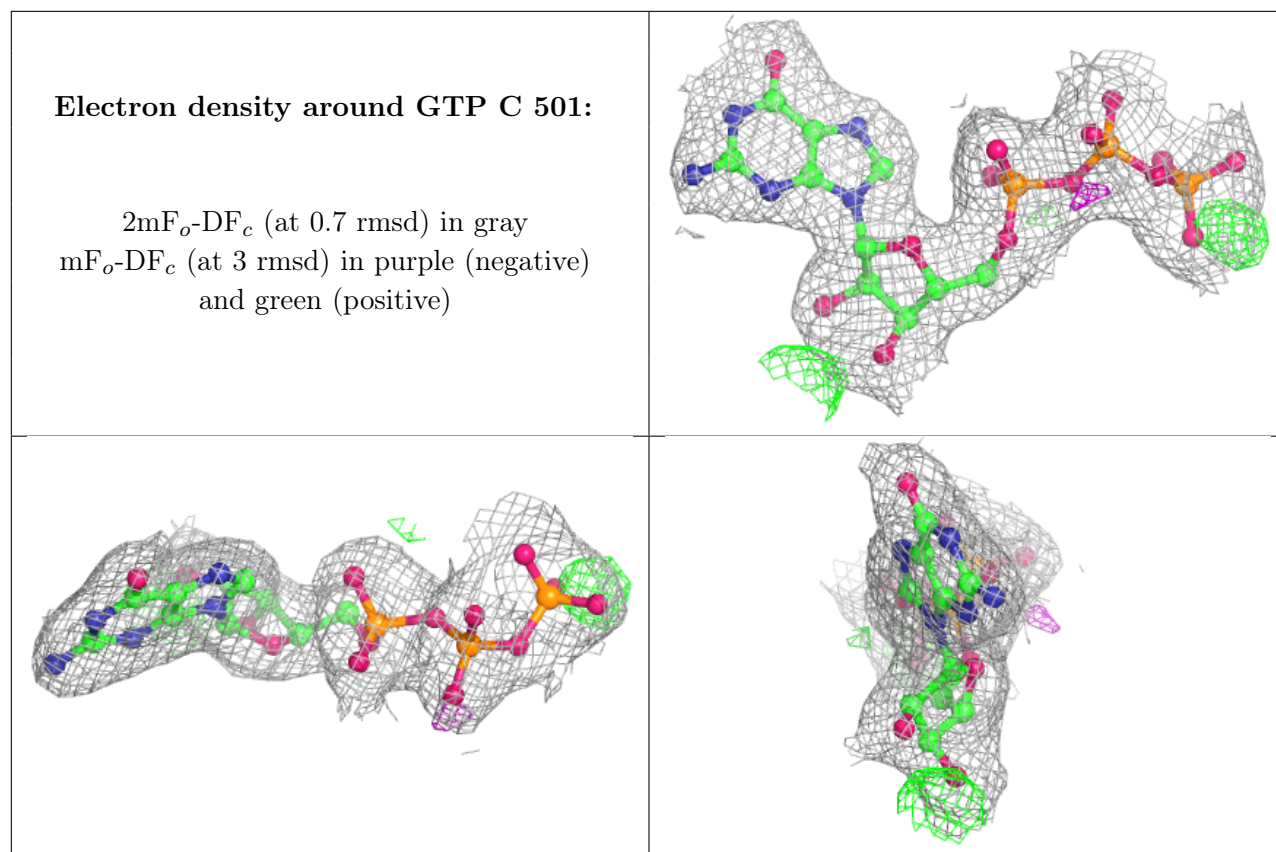 Electron density around GTP C 501:
2mFₒ-DF𝒸 (at 0.7 rmsd) in gray
mFₒ-DF𝒸 (at 3 rmsd) in purple (negative)
and green (positive)